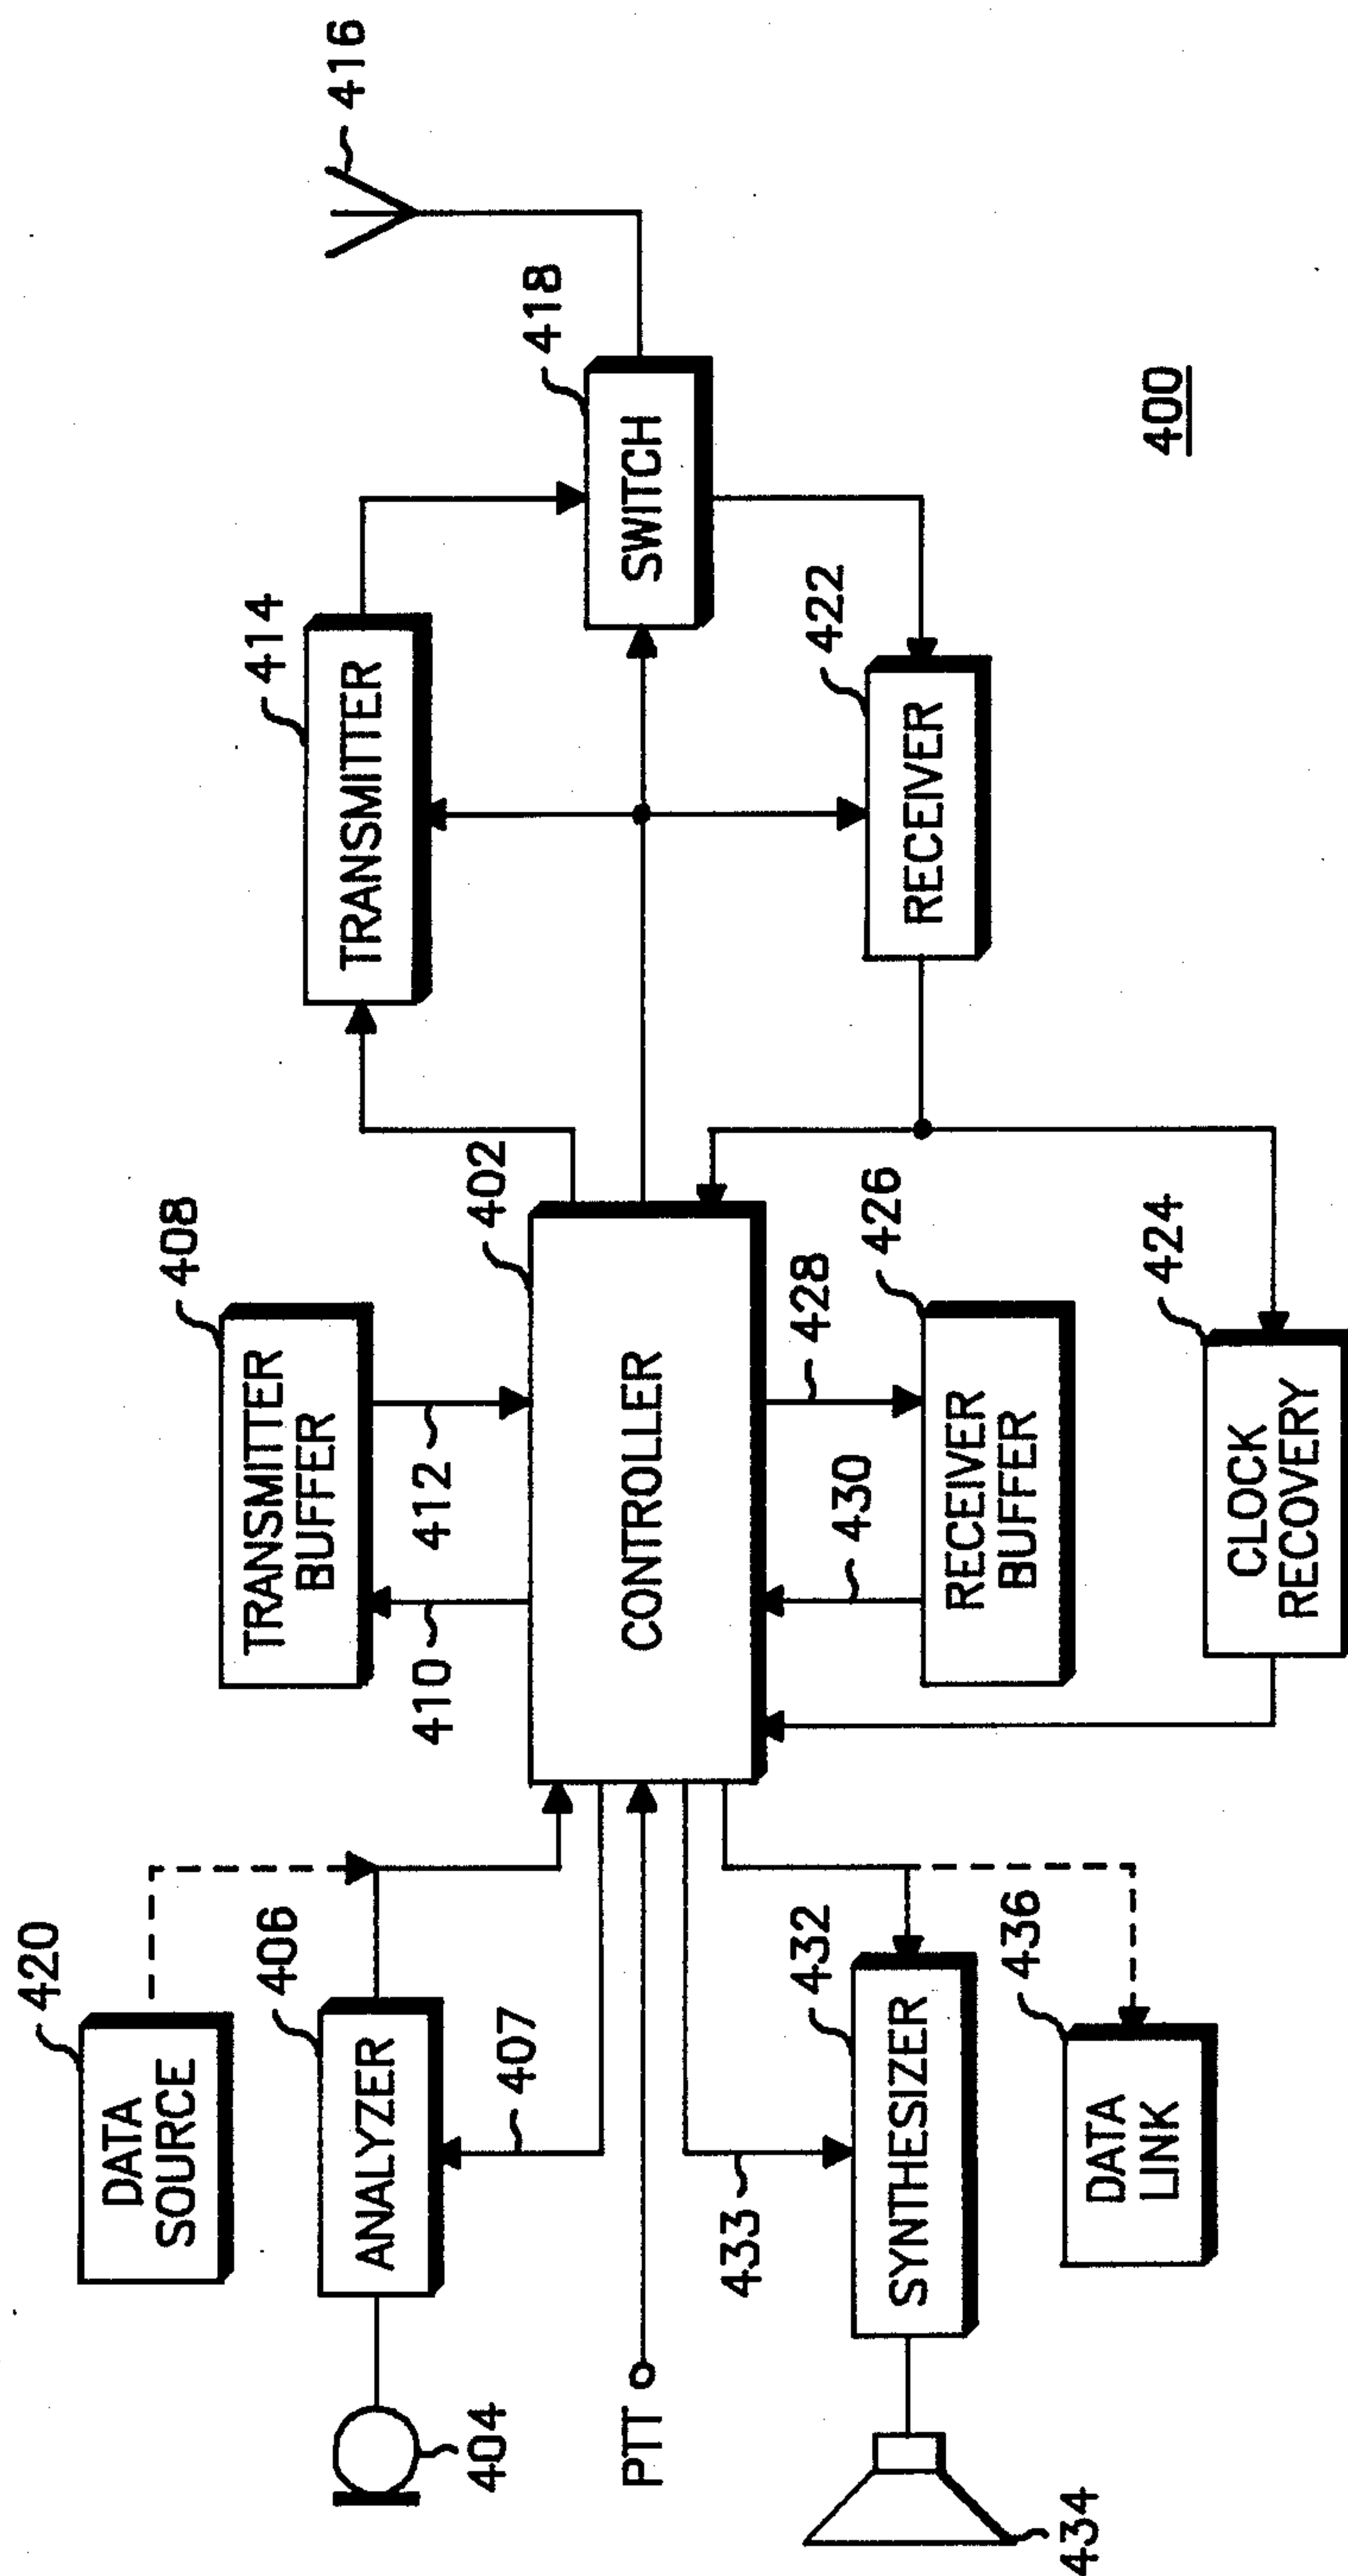 420
DATA
SOURCE
406
ANALYZER
407
404
PTT
433
432
SYNTHESIZER
434
436
DATA
LINK
408
TRANSMITTER
BUFFER
410
412
402
CONTROLLER
428
430
426
RECEIVER
BUFFER
424
CLOCK
RECOVERY
414
TRANSMITTER
416
418
SWITCH
422
RECEIVER
400